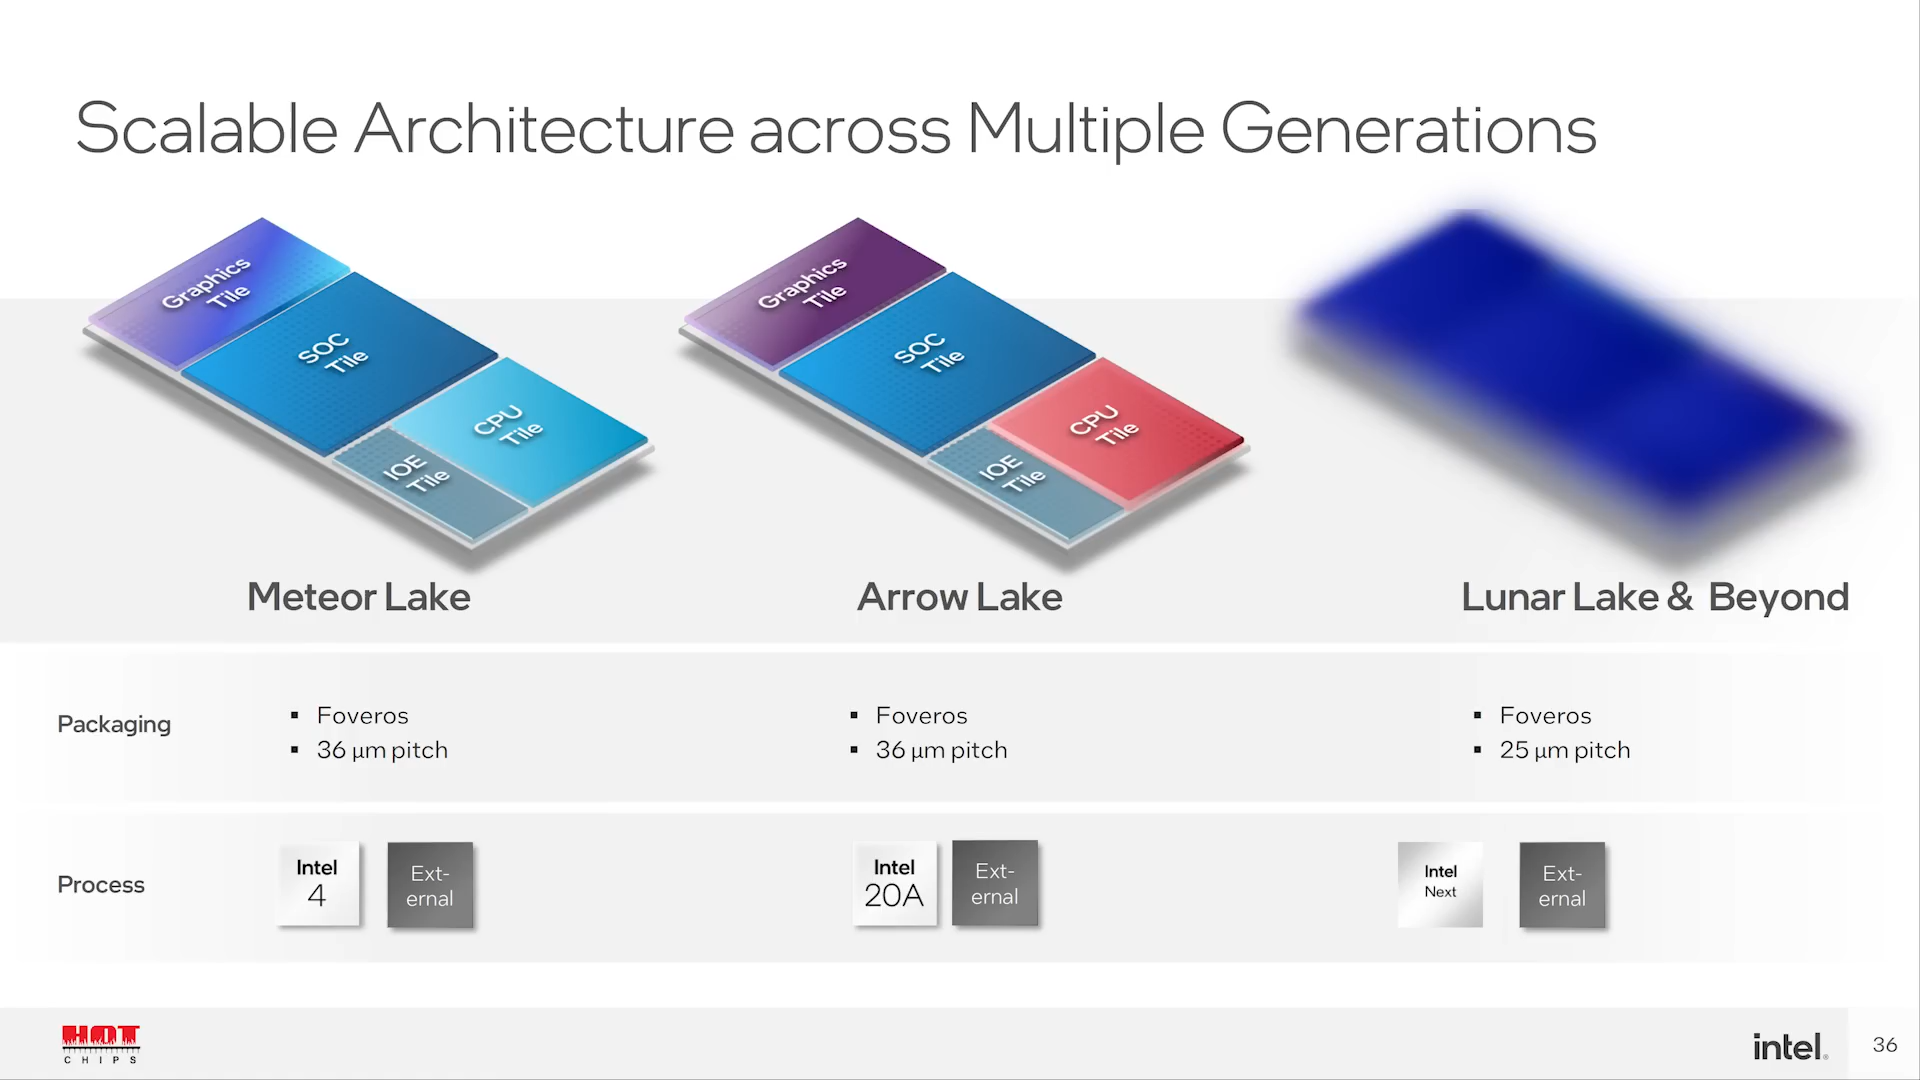 Scalable Architecture across Multiple Generations
Graphics
Tile
SOC
Tile
CPU
Tile
IOE
Tile
Meteor Lake
Graphics
Tile
SOC
Tile
CPU
Tile
IOE
Tile
Arrow Lake
Lunar Lake & Beyond
Packaging
▪ Foveros
▪ 36 µm pitch
▪ Foveros
▪ 36 µm pitch
▪ Foveros
▪ 25 µm pitch
Process
Intel
4
Ext-
ernal
Intel
20A
Ext-
ernal
Intel
Next
Ext-
ernal
HOT
CHIPS
intel®
36